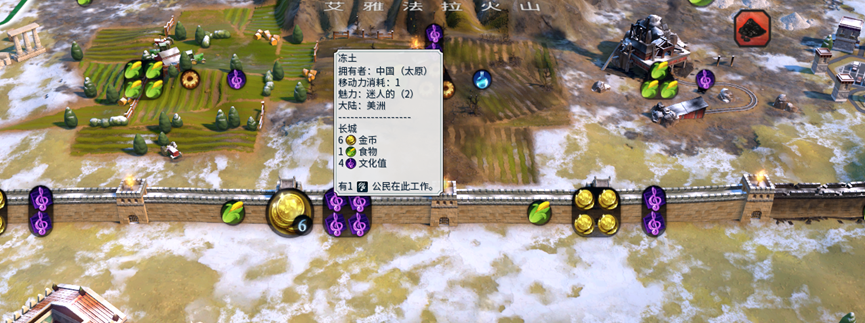 艾雅法拉火山
冻土
拥有者：中国（太原）
移动力消耗：1
魅力：迷人的（2）
大陆：美洲
------------------
长城
6 金币
1 食物
4 文化值
有1 公民在此工作。
6